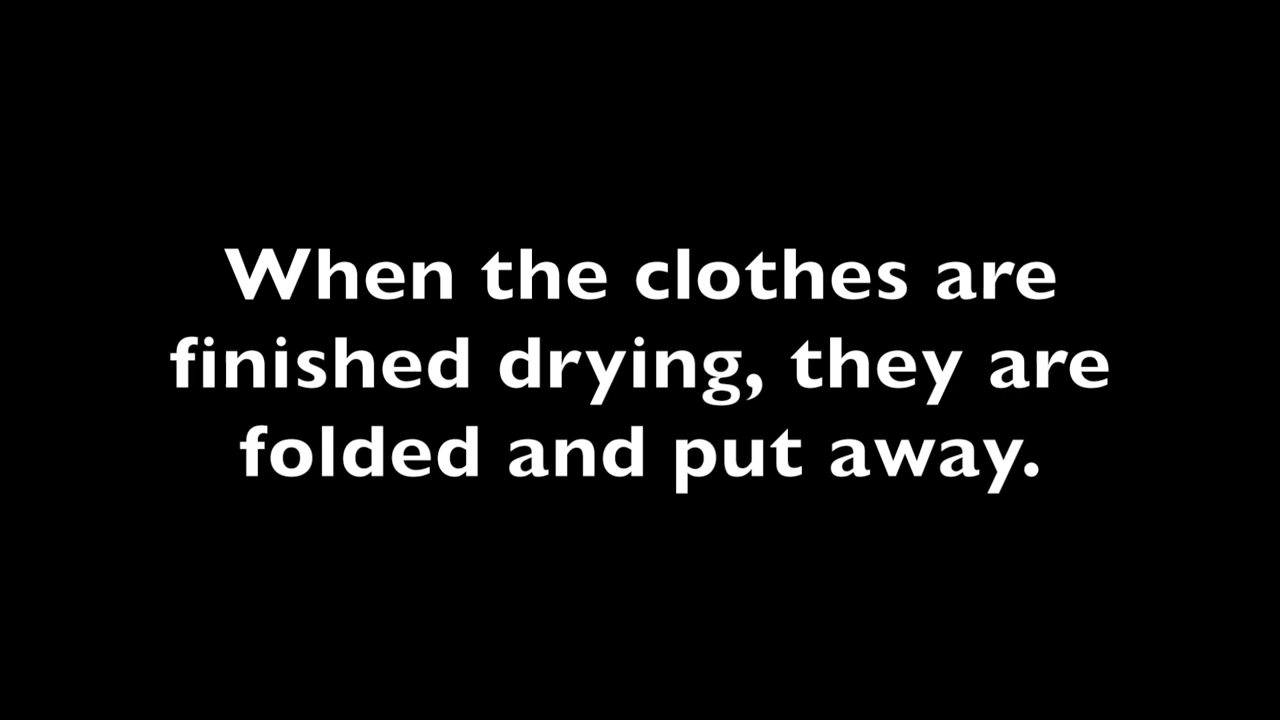 When the clothes are
finished drying, they are
folded and put away.